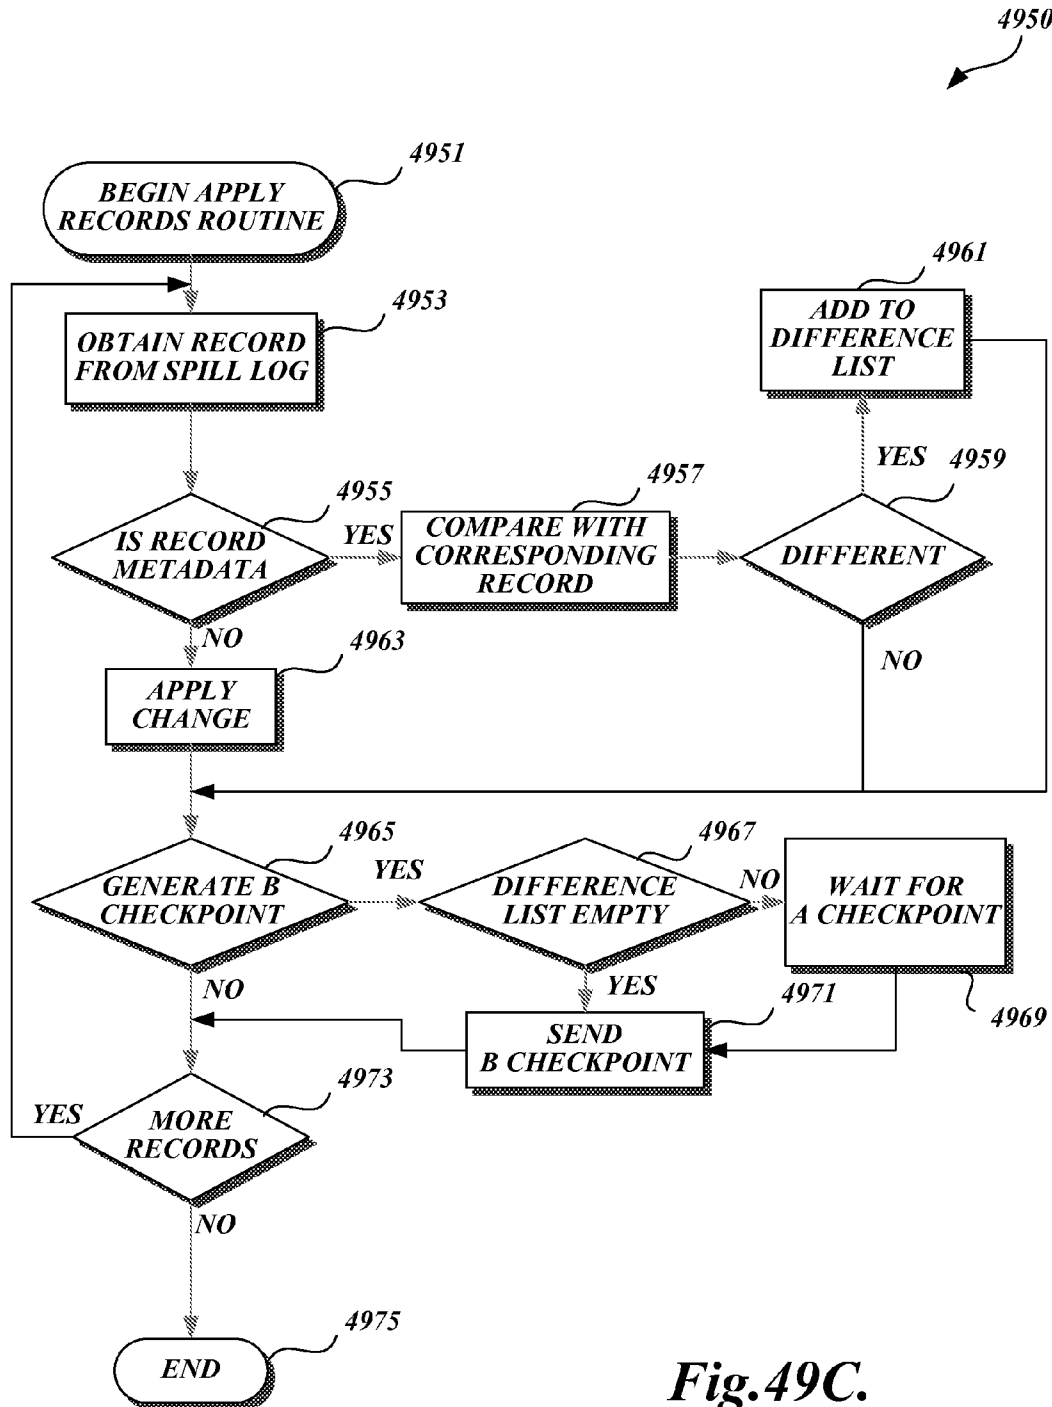 4950
4951
BEGIN APPLY
RECORDS ROUTINE
4953
OBTAIN RECORD
FROM SPILL LOG
4961
ADD TO
DIFFERENCE
LIST
4955
IS RECORD
METADATA
YES
4957
COMPARE WITH
CORRESPONDING
RECORD
YES
4959
DIFFERENT
NO
NO
4963
APPLY
CHANGE
4965
GENERATE B
CHECKPOINT
YES
4967
DIFFERENCE
LIST EMPTY
NO
WAIT FOR
A CHECKPOINT
4969
NO
YES
4971
SEND
B CHECKPOINT
4973
YES
MORE
RECORDS
NO
4975
END
Fig.49C.